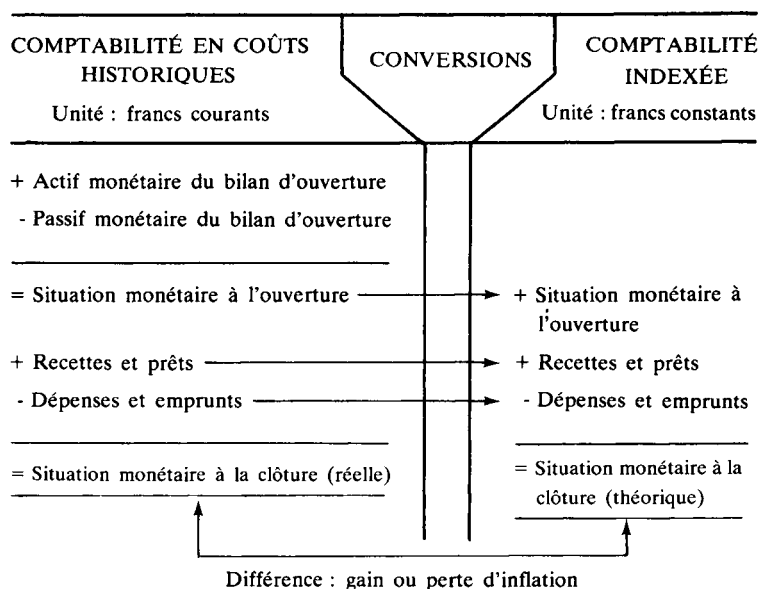 COMPTABILITÉ EN COÛTS
HISTORIQUES
Unité : francs courants
CONVERSIONS
COMPTABILITÉ
INDEXÉE
Unité : francs constants
+ Actif monétaire du bilan d'ouverture
- Passif monétaire du bilan d'ouverture
= Situation monétaire à l'ouverture
+ Situation monétaire à
l'ouverture
+ Recettes et prêts
+ Recettes et prêts
- Dépenses et emprunts
- Dépenses et emprunts
= Situation monétaire à la clôture (réelle)
= Situation monétaire à la
clôture (théorique)
Différence : gain ou perte d'inflation